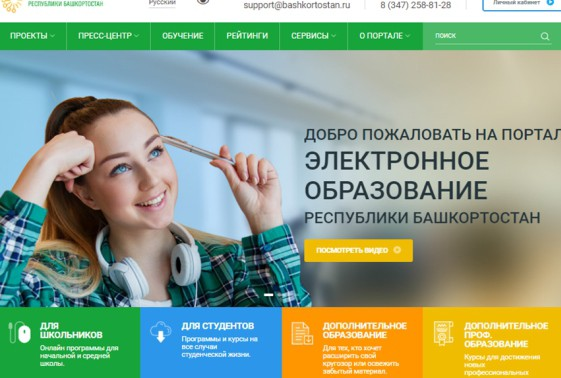 РЕСПУБЛИКИ БАШКОРТОСТАН
Русский
support@bashkortostan.ru
8 (347) 258-81-28
Личный кабинет
ПРОЕКТЫ
ПРЕСС-ЦЕНТР
ОБУЧЕНИЕ
РЕЙТИНГИ
СЕРВИСЫ
О ПОРТАЛЕ
ПОИСК
ДОБРО ПОЖАЛОВАТЬ НА ПОРТАЛ
ЭЛЕКТРОННОЕ
ОБРАЗОВАНИЕ
РЕСПУБЛИКИ БАШКОРТОСТАН
ПОСМОТРЕТЬ ВИДЕО
ДЛЯ
ШКОЛЬНИКОВ
Онлайн программы для
начальной и средней
школы.
ДЛЯ СТУДЕНТОВ
Программы и курсы на
все случаи
студенческой жизни.
ДОПОЛНИТЕЛЬНОЕ
ОБРАЗОВАНИЕ
Для тех, кто хочет
расширить свой
кругозор или освежить
забытый материал.
ДОПОЛНИТЕЛЬНОЕ
ПРОФ.
ОБРАЗОВАНИЕ
Курсы для достижения
новых
профессиональных